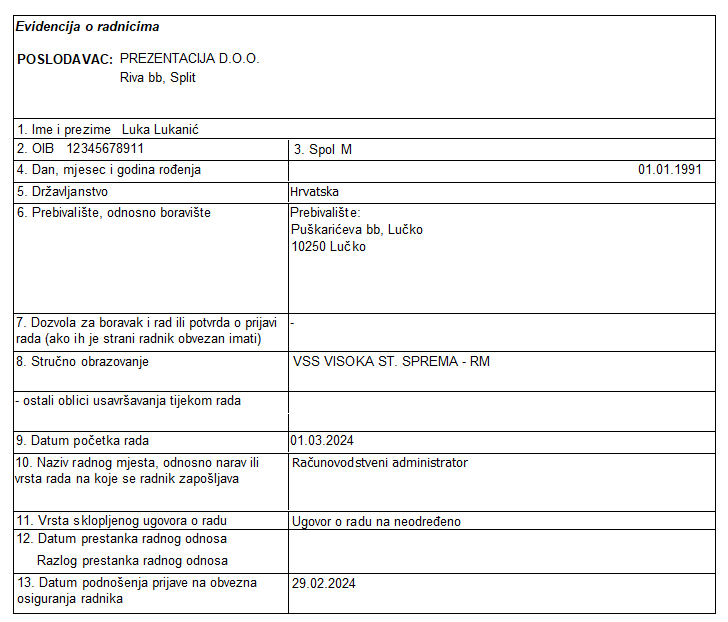 Evidencija o radnicima
POSLODAVAC: PREZENTACIJA D.O.O.
Riva bb, Split
1. Ime i prezime Luka Lukanić
2. OIB 12345678911
3. Spol M
4. Dan, mjesec i godina rođenja 01.01.1991
5. Državljanstvo Hrvatska
6. Prebivalište, odnosno boravište
Prebivalište:
Puškarićeva bb, Lučko
10250 Lučko
7. Dozvola za boravak i rad ili potvrda o prijavi
rada (ako ih je strani radnik obvezan imati)
-
8. Stručno obrazovanje VSS VISOKA ST. SPREMA - RM
- ostali oblici usavršavanja tijekom rada
9. Datum početka rada 01.03.2024
10. Naziv radnog mjesta, odnosno narav ili
vrsta rada na koje se radnik zapošljava
Računovodstveni administrator
11. Vrsta sklopljenog ugovora o radu Ugovor o radu na neodređeno
12. Datum prestanka radnog odnosa
Razlog prestanka radnog odnosa
13. Datum podnošenja prijave na obvezna
osiguranja radnika
29.02.2024